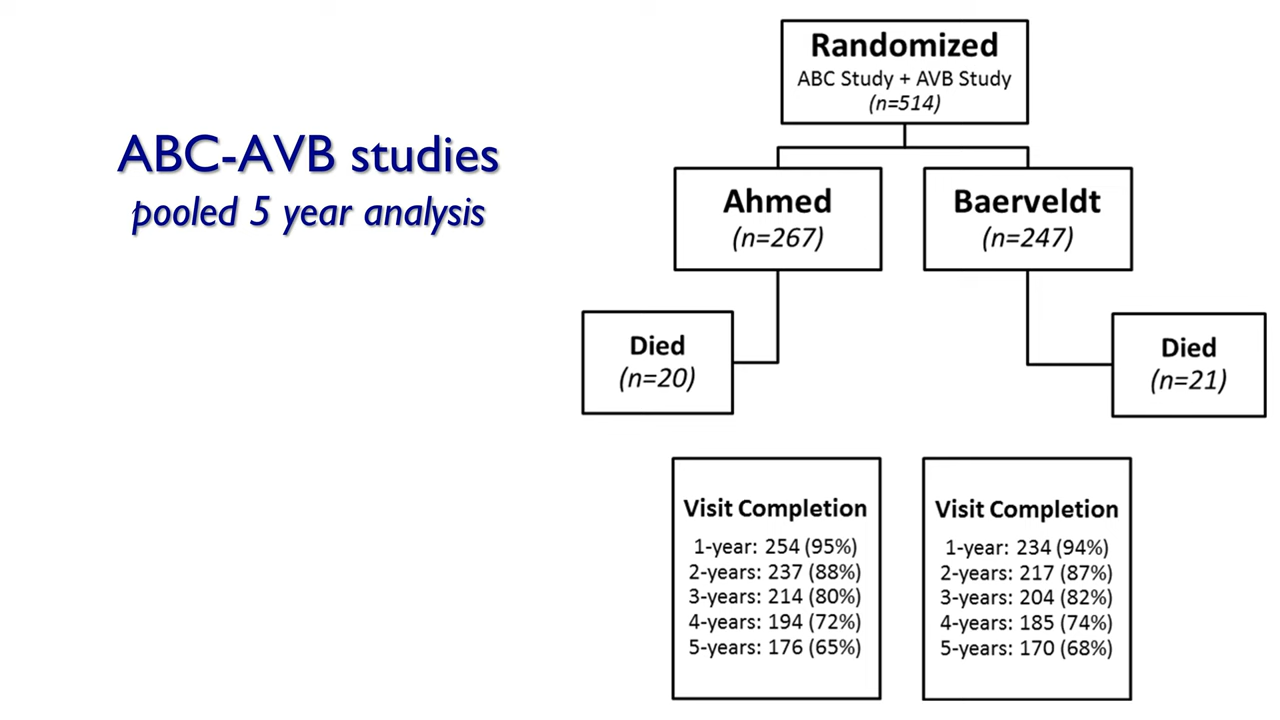 ABC-AVB studies
pooled 5 year analysis
Randomized
ABC Study + AVB Study
(n=514)
Ahmed
(n=267)
Baerveldt
(n=247)
Died
(n=20)
Died
(n=21)
Visit Completion
1-year: 254 (95%)
2-years: 237 (88%)
3-years: 214 (80%)
4-years: 194 (72%)
5-years: 176 (65%)
Visit Completion
1-year: 234 (94%)
2-years: 217 (87%)
3-years: 204 (82%)
4-years: 185 (74%)
5-years: 170 (68%)